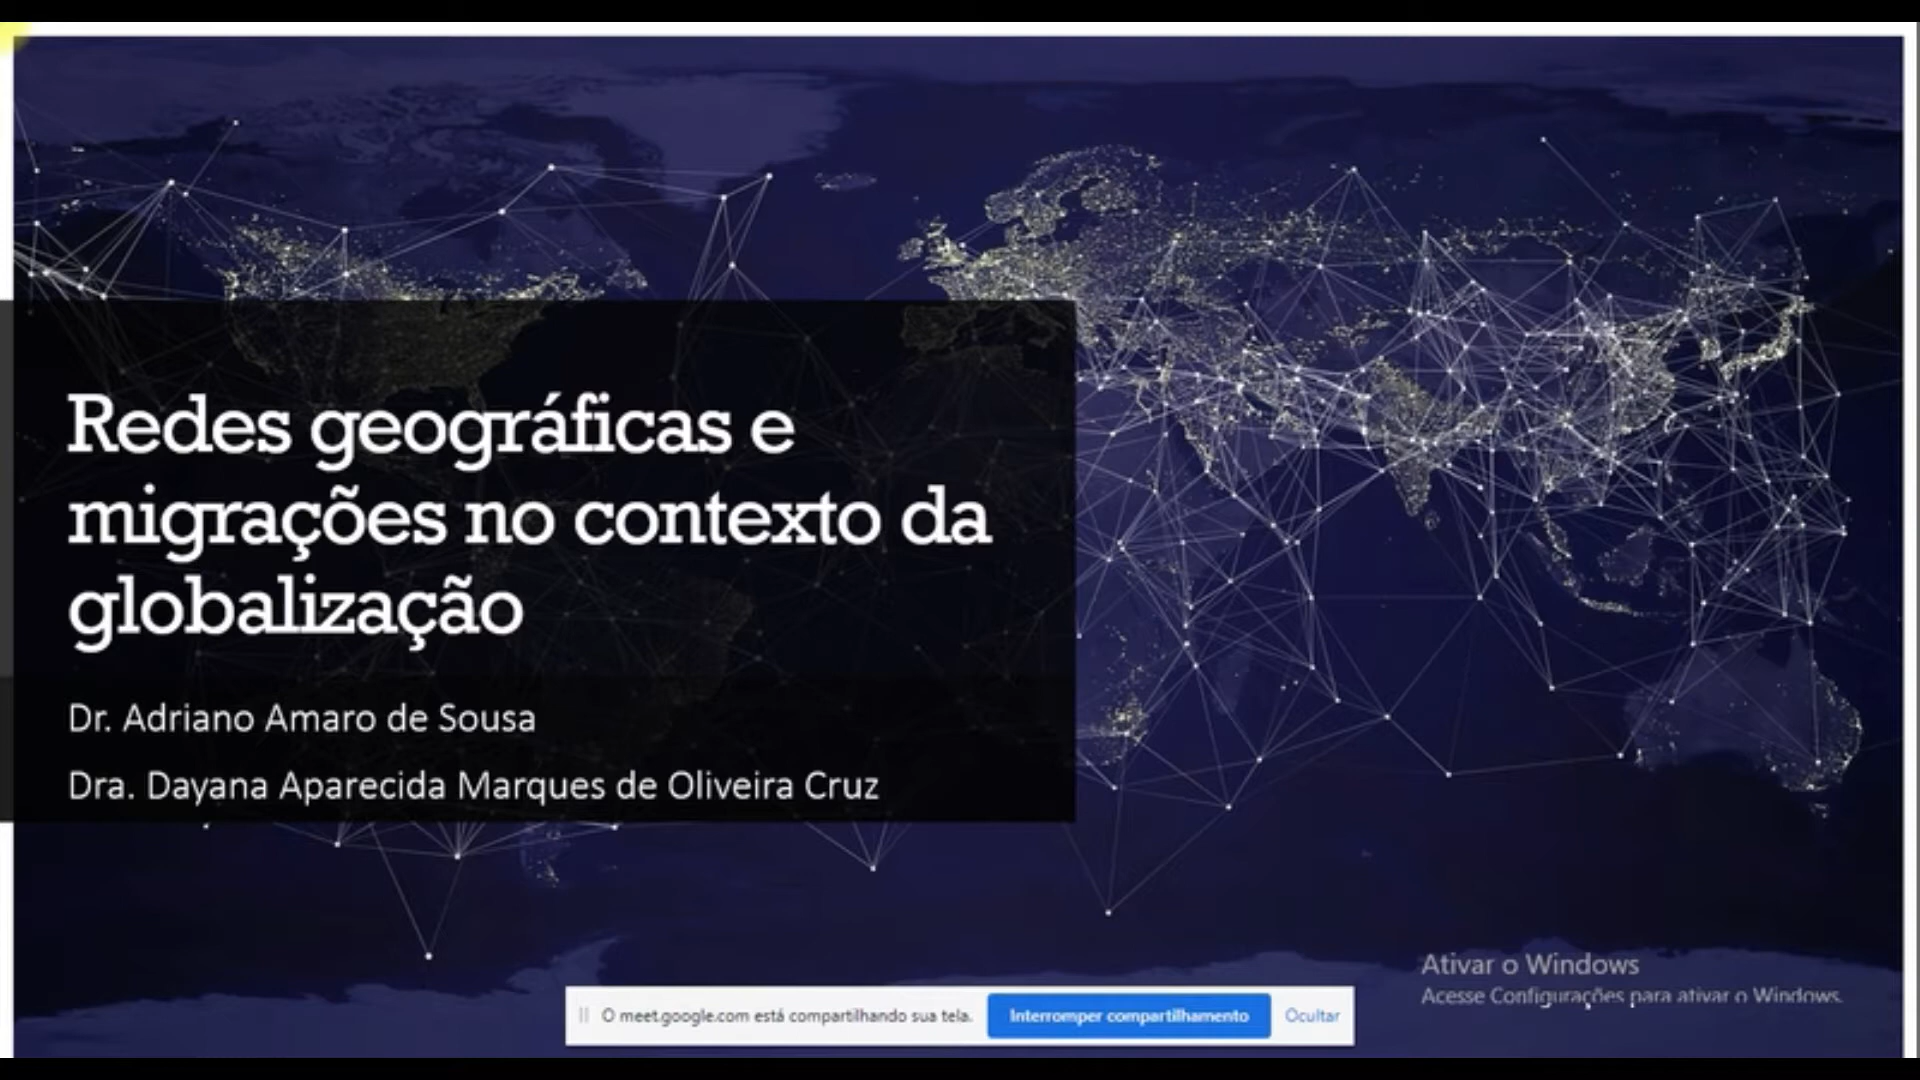 Redes geográficas e
migrações no contexto da
globalização
Dr. Adriano Amaro de Sousa
Dra. Dayana Aparecida Marques de Oliveira Cruz
Ativar o Windows
Acesse Configurações para ativar o Windows.
O meet.google.com está compartilhando sua tela.
Interromper compartilhamento
Ocultar